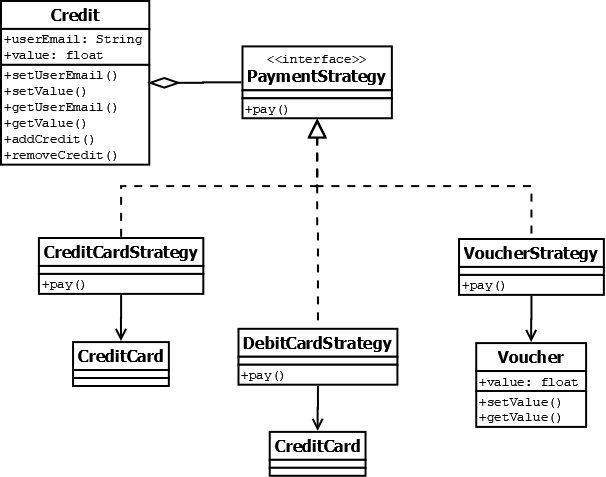 Credit
+userEmail: String
+value: float
+setUserEmail()
+setValue()
+getUserEmail()
+getValue()
+addCredit()
+removeCredit()
<<interface>>
PaymentStrategy
+pay()
CreditCardStrategy
+pay()
CreditCard
DebitCardStrategy
+pay()
CreditCard
VoucherStrategy
+pay()
Voucher
+value: float
+setValue()
+getValue()